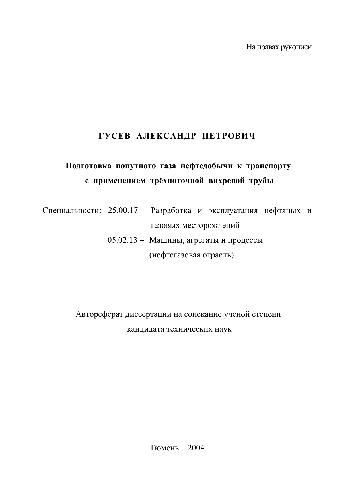 На правах рукописи
ГУСЕВ АЛЕКСАНДР ПЕТРОВИЧ
Подготовка попутного газа нефтедобычи к транспорту
с применением трёхпоточной вихревой трубы
Специальности: 25.00.17 – Разработка и эксплуатация нефтяных и
газовых месторождений
05.02.13 – Машины, агрегаты и процессы
(нефтегазовая отрасль)
Автореферат диссертации на соискание ученой степени
кандидата технических наук
Тюмень – 2004